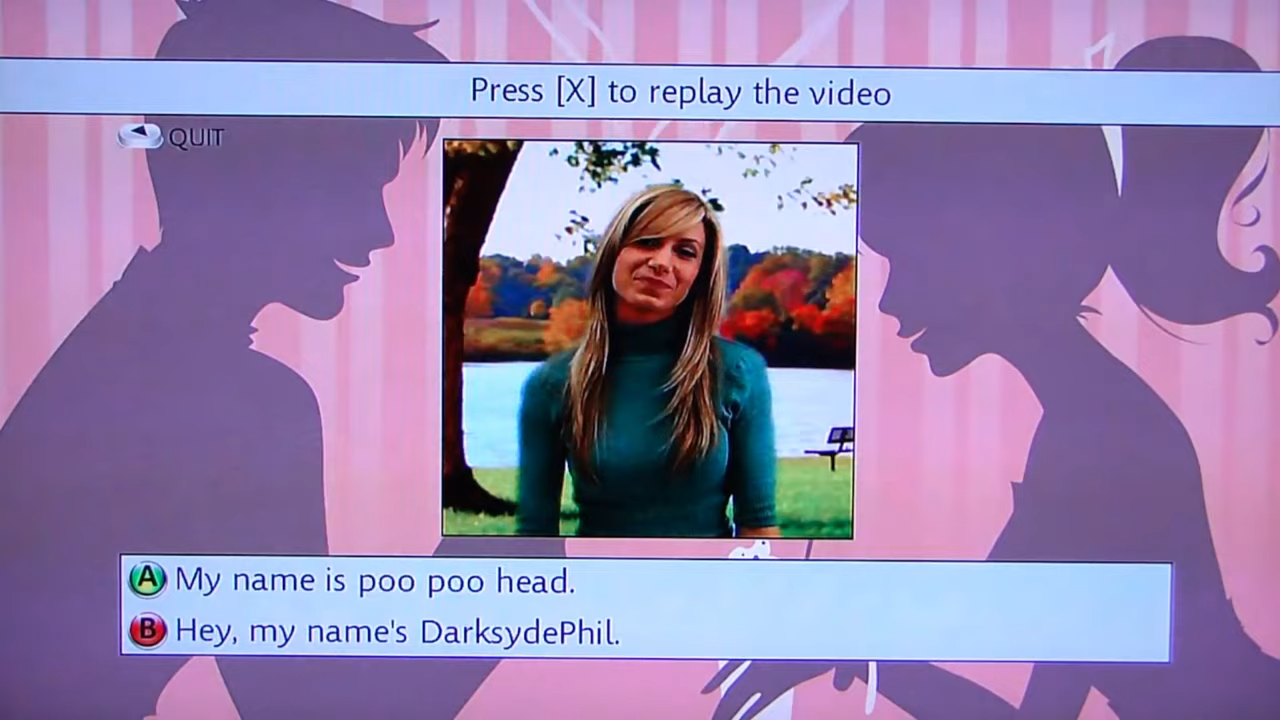 Press [X] to replay the video
QUIT
A My name is poo poo head.
B Hey, my name's DarksydePhil.